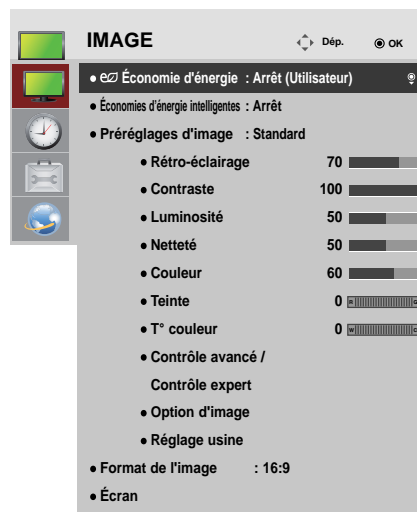 IMAGE Dép. OK
Économie d'énergie : Arrêt (Utilisateur)
Économies d'énergie intelligentes : Arrêt
Préréglages d'image : Standard
Rétro-éclairage 70
Contraste 100
Luminosité 50
Netteté 50
Couleur 60
Teinte 0 R G
T° couleur 0 W C
Contrôle avancé /
Contrôle expert
Option d'image
Réglage usine
Format de l'image : 16:9
Écran